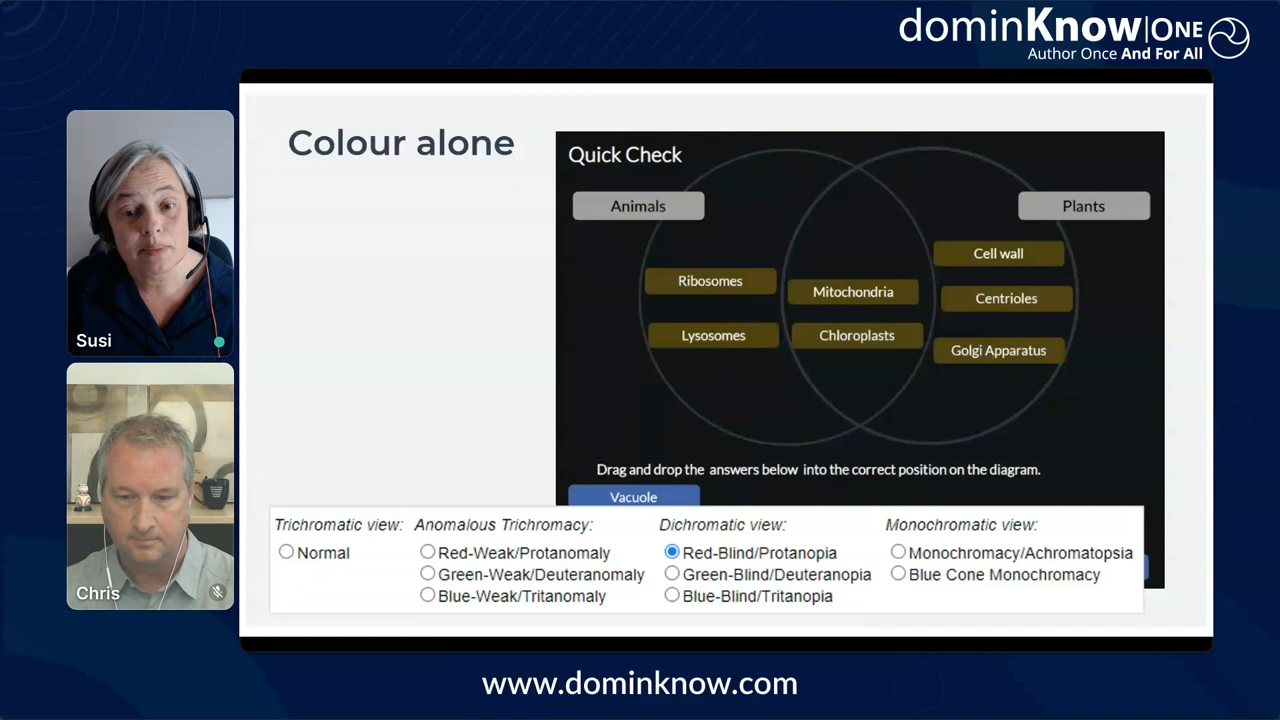 dominKnow|ONE
Author Once And For All
Colour alone
Quick Check
Animals
Plants
Cell wall
Ribosomes
Mitochondria
Centrioles
Lysosomes
Chloroplasts
Golgi Apparatus
Drag and drop the answers below into the correct position on the diagram.
Vacuole
Trichromatic view: Anomalous Trichromacy: Dichromatic view: Monochromatic view:
Normal Red-Weak/Protanomaly Red-Blind/Protanopia Monochromacy/Achromatopsia
Green-Weak/Deuteranomaly Green-Blind/Deuteranopia Blue Cone Monochromacy
Blue-Weak/Tritanomaly Blue-Blind/Tritanopia
Susi
Chris
www.dominknow.com